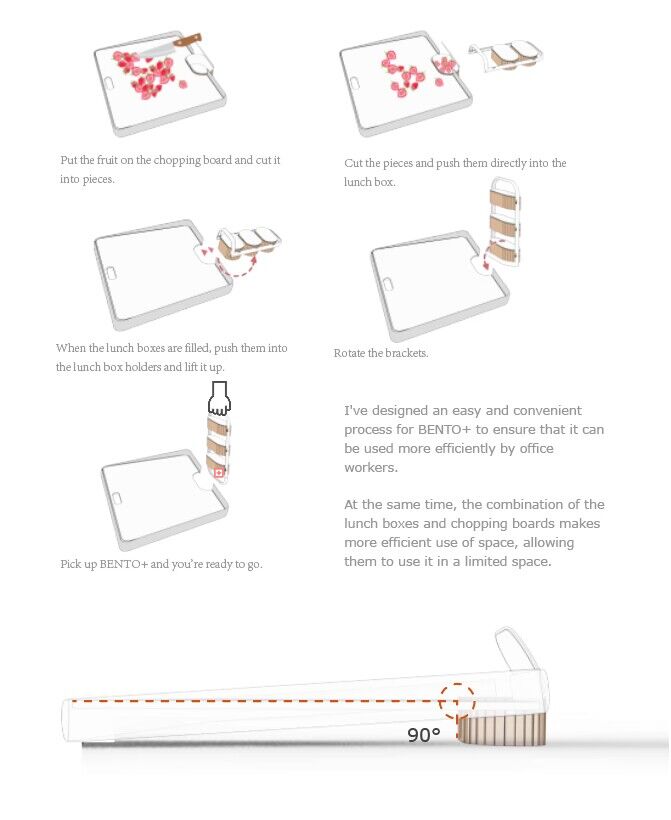 Put the fruit on the chopping board and cut it
into pieces.
Cut the pieces and push them directly into the
lunch box.
When the lunch boxes are filled, push them into
the lunch box holders and lift it up.
Rotate the brackets.
Pick up BENTO+ and you're ready to go.
I've designed an easy and convenient
process for BENTO+ to ensure that it can
be used more efficiently by office
workers.
At the same time, the combination of the
lunch boxes and chopping boards makes
more efficient use of space, allowing
them to use it in a limited space.
90°